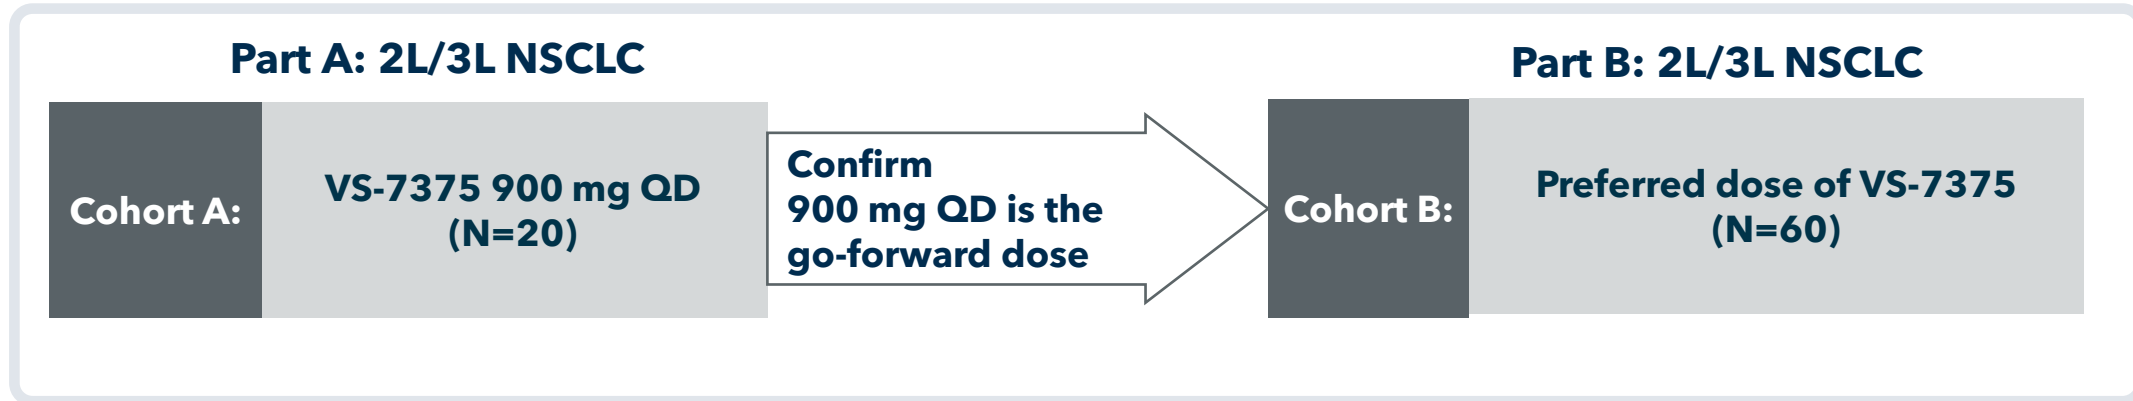 Part A: 2L/3L NSCLC
Cohort A:
VS-7375 900 mg QD
(N=20)
Confirm
900 mg QD is the
go-forward dose
Part B: 2L/3L NSCLC
Cohort B:
Preferred dose of VS-7375
(N=60)